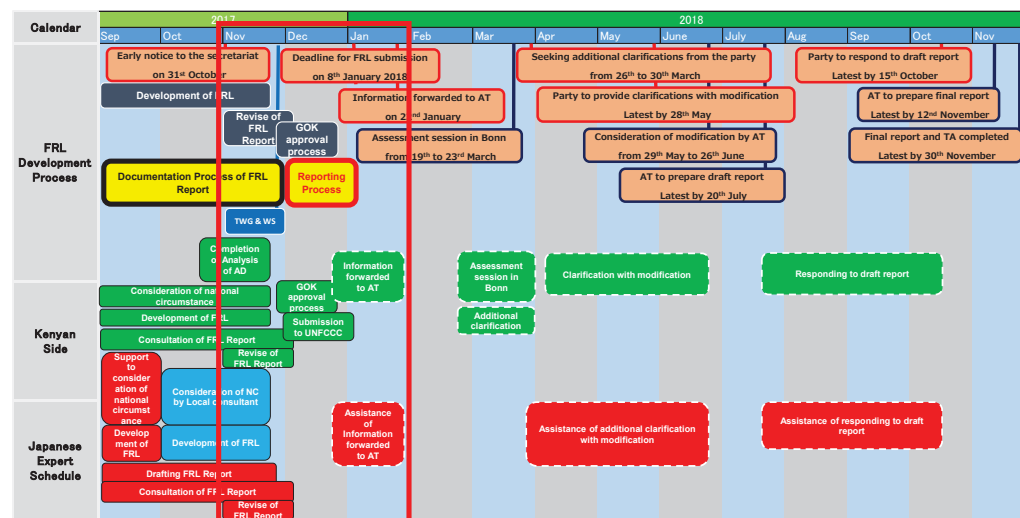 Calendar
2017
2018
Sep
Oct
Nov
Dec
Jan
Feb
Mar
Apr
May
June
July
Aug
Sep
Oct
Nov
FRL
Development
Process
Early notice to the secretariat
on 31st October
Deadline for FRL submission
on 8th January 2018
Seeking additional clarifications from the party
from 26th to 30th March
Party to respond to draft report
Latest by 15th October
Development of FRL
Information forwarded to AT
on 22nd January
Party to provide clarifications with modification
Latest by 28th May
AT to prepare final report
Latest by 12nd November
Revise of
FRL
Report
GOK
approval
process
Assessment session in Bonn
from 19th to 23rd March
Consideration of modification by AT
from 29th May to 26th June
Final report and TA completed
Latest by 30th November
Documentation Process of FRL
Report
Reporting
Process
AT to prepare draft report
Latest by 20th July
TWG & WS
Completion
of Analysis
of AD
Information
forwarded
to AT
Assessment
session in
Bonn
Clarification with modification
Responding to draft report
Kenyan
Side
Consideration of national
circumstance
GOK
approval
process
Development of FRL
Submission
to UNFCCC
Additional
clarification
Consultation of FRL Report
Revise of
FRL Report
Support
to
consider
ation of
national
circumst
ance
Consideration of NC
by Local consultant
Japanese
Expert
Schedule
Assistance
of
Information
forwarded
to AT
Assistance of additional clarification
with modification
Assistance of responding to draft
report
Develop
ment of
FRL
Development of FRL
Drafting FRL Report
Consultation of FRL Report
Revise of
FRL Report